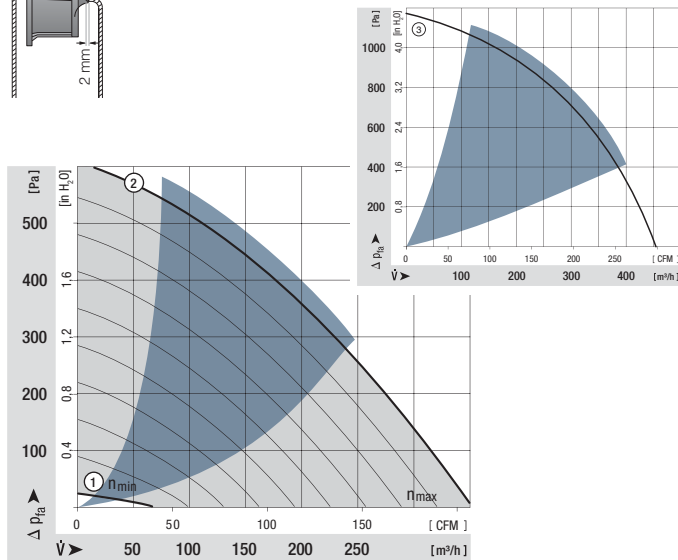 2 mm
[Pa]
[in H2O]
3
1000
4,0
800
3,2
600
2,4
400
1,6
200
0,8
Δ pfa ➤
0 50 100 150 200 250 [ CFM ]
V̇ ➤ 100 200 300 400 [m³/h]
[Pa]
[in H2O]
2
500
400
1,6
300
1,2
200
0,8
100
0,4
1
nmin
nmax
Δ pfa ➤
0 50 100 150 [ CFM ]
V̇ ➤ 50 100 150 200 250 [m³/h]